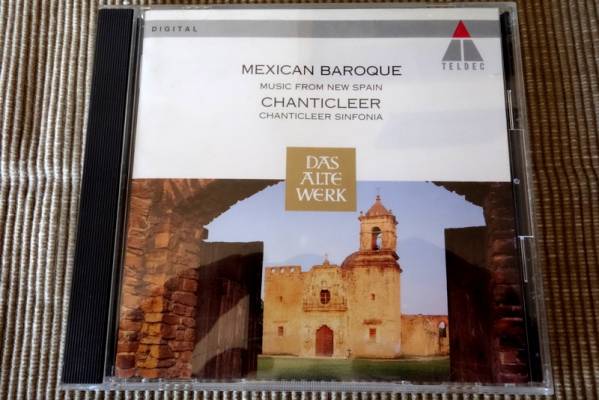 DIGITAL
TELDEC
MEXICAN BAROQUE
MUSIC FROM NEW SPAIN
CHANTICLEER
CHANTICLEER SINFONIA
DAS
ALTE
WERK